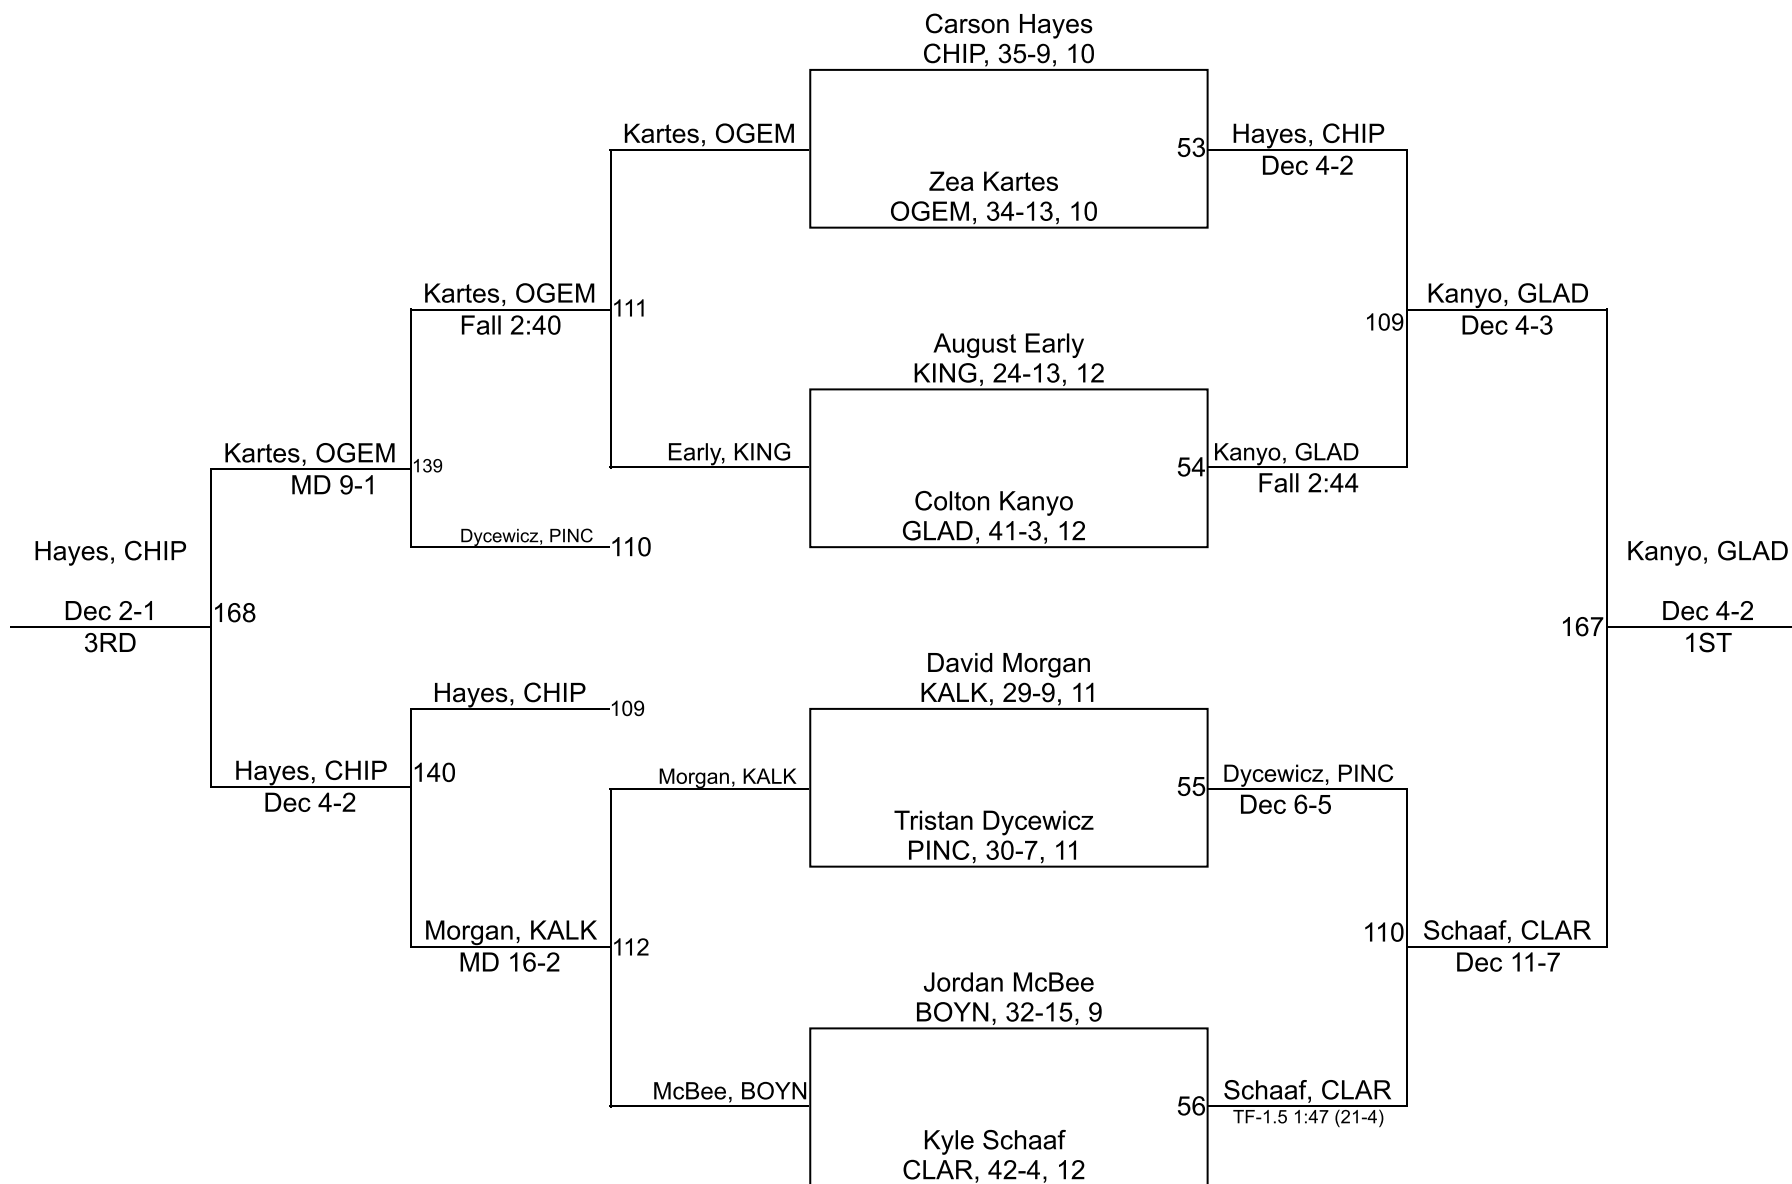 Carson Hayes
CHIP, 35-9, 10
Kartes, OGEM
53
Hayes, CHIP
Dec 4-2
Zea Kartes
OGEM, 34-13, 10
Kartes, OGEM
Fall 2:40
111
Kanyo, GLAD
Dec 4-3
109
August Early
KING, 24-13, 12
Kartes, OGEM
MD 9-1
139
Early, KING
54
Kanyo, GLAD
Fall 2:44
Colton Kanyo
GLAD, 41-3, 12
Dycewicz, PINC
110
Hayes, CHIP
Dec 2-1
3RD
168
Kanyo, GLAD
167
Dec 4-2
1ST
David Morgan
KALK, 29-9, 11
Hayes, CHIP
109
Hayes, CHIP
Dec 4-2
140
Morgan, KALK
55
Dycewicz, PINC
Dec 6-5
Tristan Dycewicz
PINC, 30-7, 11
Morgan, KALK
MD 16-2
112
110
Schaaf, CLAR
Dec 11-7
Jordan McBee
BOYN, 32-15, 9
McBee, BOYN
56
Schaaf, CLAR
TF-1.5 1:47 (21-4)
Kyle Schaaf
CLAR, 42-4, 12